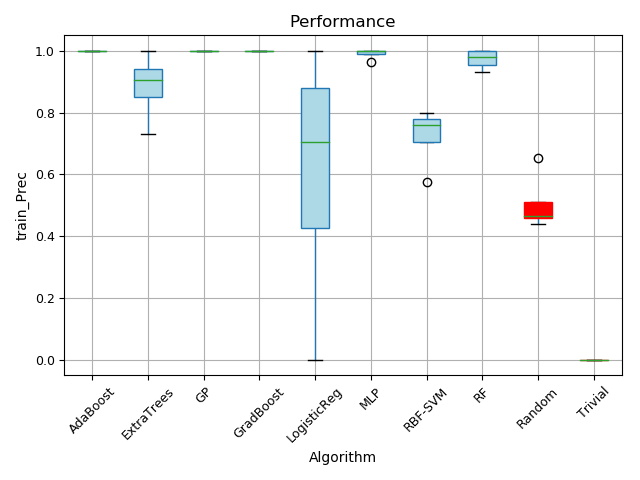 Performance
train_Prec
1.0
0.8
0.6
0.4
0.2
0.0
AdaBoost
ExtraTrees
GP
GradBoost
LogisticReg
MLP
RBF-SVM
RF
Random
Trivial
Algorithm